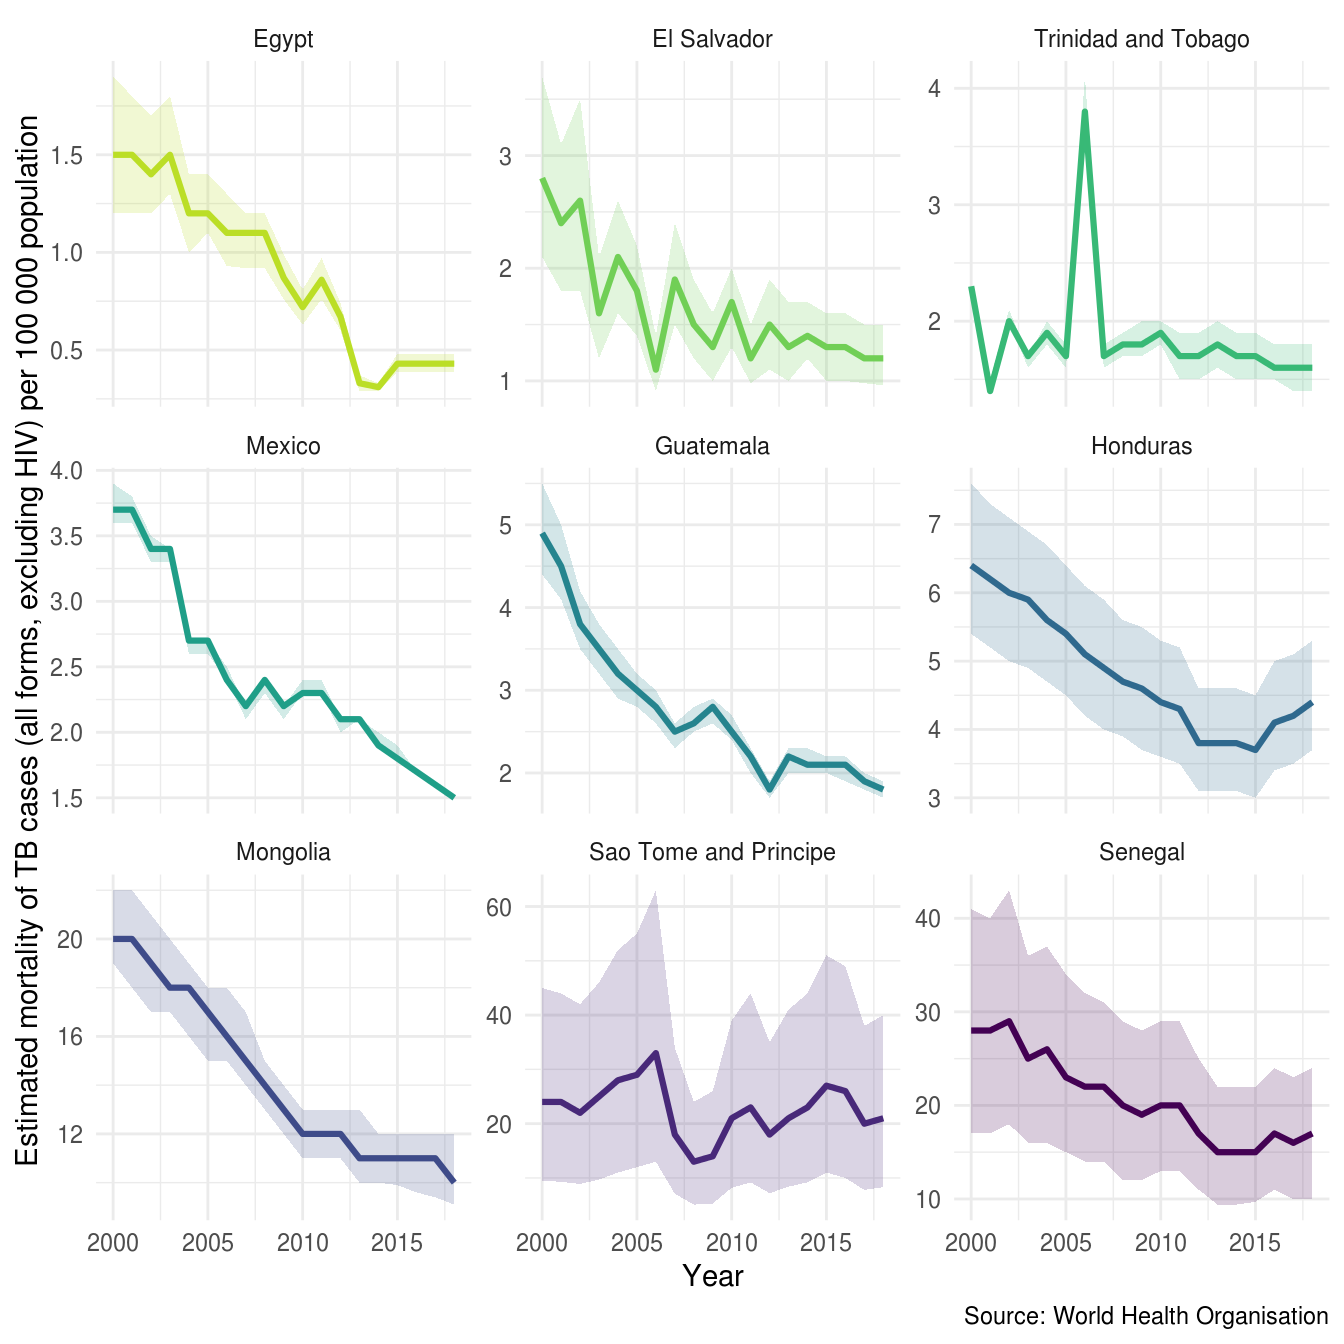 Estimated mortality of TB cases (all forms, excluding HIV) per 100 000 population
Egypt
1.5
1.0
0.5
El Salvador
3
2
1
Trinidad and Tobago
4
3
2
Mexico
4.0
3.5
3.0
2.5
2.0
1.5
Guatemala
5
4
3
2
Honduras
7
6
5
4
3
Mongolia
20
16
12
Sao Tome and Principe
60
40
20
Senegal
40
30
20
10
2000 2005 2010 2015
2000 2005 2010 2015
2000 2005 2010 2015
Year
Source: World Health Organisation